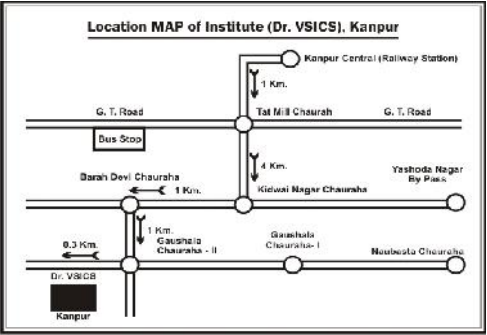 Location MAP of Institute (Dr. VSICS), Kanpur
Kanpur Central (Railway Station)
1 Km.
G. T. Road
Tat Mill Chaurah
G. T. Road
Bus Stop
4 Km.
Barah Devi Chauraha
Yashoda Nagar
By Pass
1 Km.
Kidwai Nagar Chauraha
1 Km.
Gaushala
Chauraha - II
Gaushala
Chauraha- I
0.3 Km.
Naubasta Chauraha
Dr. VSICS
Kanpur